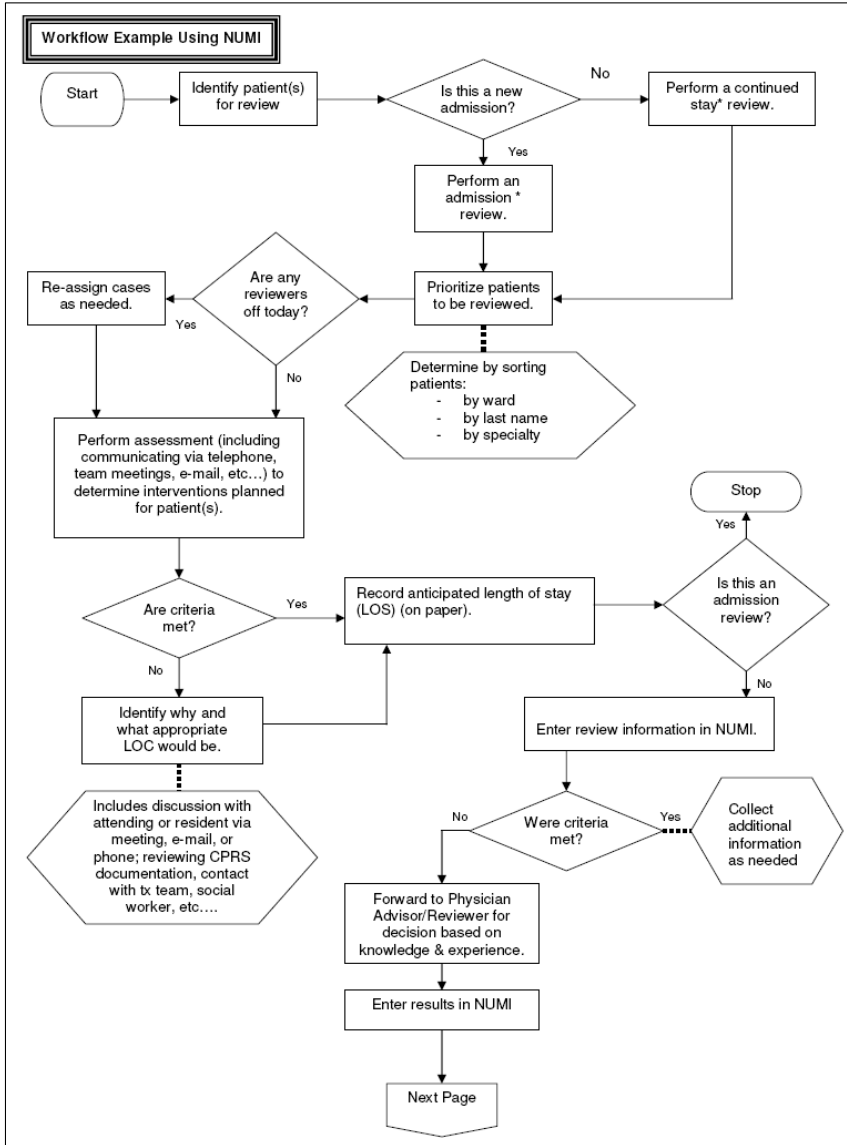 Workflow Example Using NUMI
Start
Identify patient(s)
for review
Is this a new
admission?
No
Perform a continued
stay* review.
Yes
Perform an
admission *
review.
Re-assign cases
as needed.
Yes
Are any
reviewers
off today?
No
Prioritize patients
to be reviewed.
Determine by sorting
patients:
- by ward
- by last name
- by specialty
Perform assessment (including
communicating via telephone,
team meetings, e-mail, etc…) to
determine interventions planned
for patient(s).
Stop
Yes
Are criteria
met?
Yes
No
Record anticipated length of stay
(LOS) (on paper).
Is this an
admission
review?
No
Identify why and
what appropriate
LOC would be.
Enter review information in NUMI.
Includes discussion with
attending or resident via
meeting, e-mail, or
phone; reviewing CPRS
documentation, contact
with tx team, social
worker, etc….
No
Were criteria
met?
Yes
Collect
additional
information
as needed
Forward to Physician
Advisor/Reviewer for
decision based on
knowledge & experience.
Enter results in NUMI
Next Page